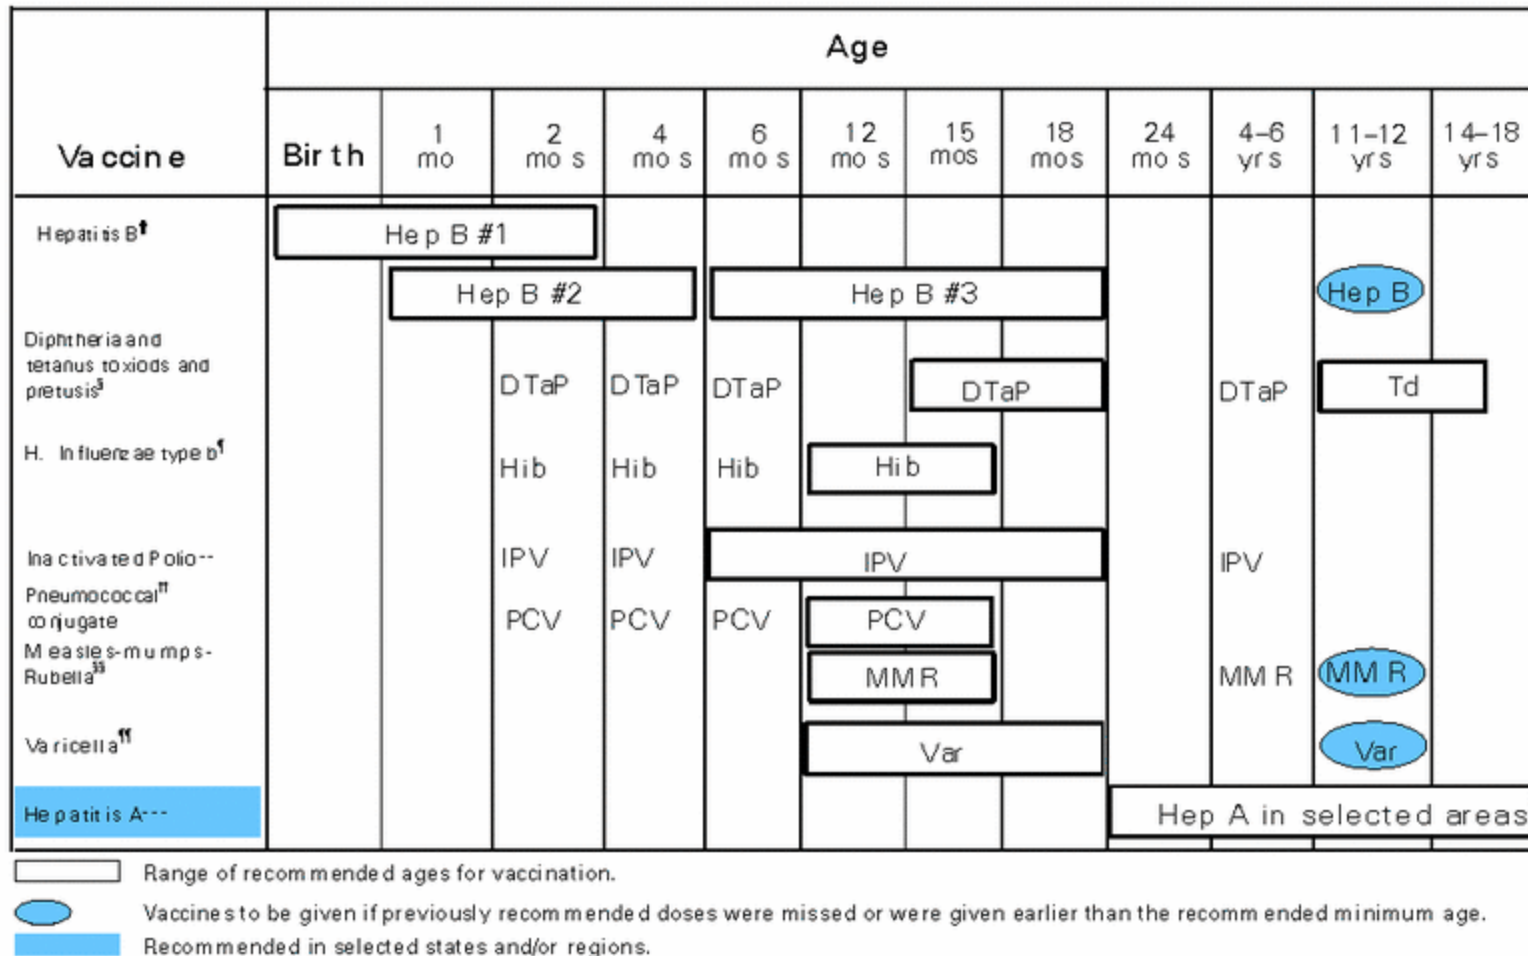 Age
Vaccine Birth 1 mo 2 mos 4 mos 6 mos 12 mos 15 mos 18 mos 24 mos 4–6 yrs 11–12 yrs 14–18 yrs
Hepatitis B† Hep B #1
Hep B #2 Hep B #3 Hep B
Diphtheria and
tetanus toxiods and
pretusis§ DTaP DTaP DTaP DTaP DTaP Td
H. Influenzae type b¶ Hib Hib Hib Hib
Inactivated Polio-- IPV IPV IPV IPV
Pneumococcal††
conjugate PCV PCV PCV PCV
Measles-mumps-
Rubella§§ MMR MMR MMR
Varicella¶¶ Var Var
Hepatitis A--- Hep A in selected areas
Range of recommended ages for vaccination.
Vaccines to be given if previously recommended doses were missed or were given earlier than the recommended minimum age.
Recommended in selected states and/or regions.